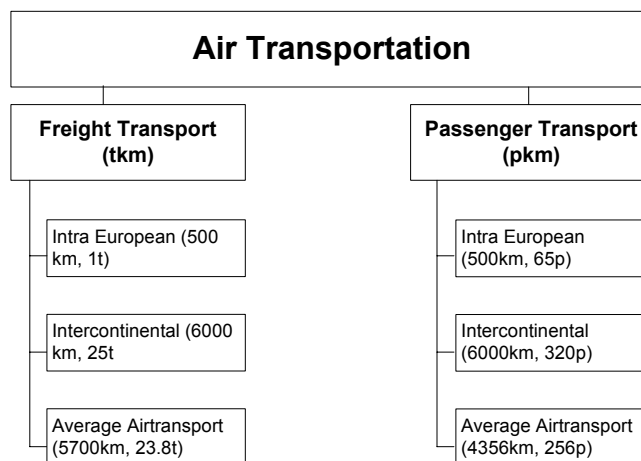 Air Transportation
Freight Transport
(tkm)
Intra European (500
km, 1t)
Intercontinental (6000
km, 25t
Average Airtransport
(5700km, 23.8t)
Passenger Transport
(pkm)
Intra European
(500km, 65p)
Intercontinental
(6000km, 320p)
Average Airtransport
(4356km, 256p)